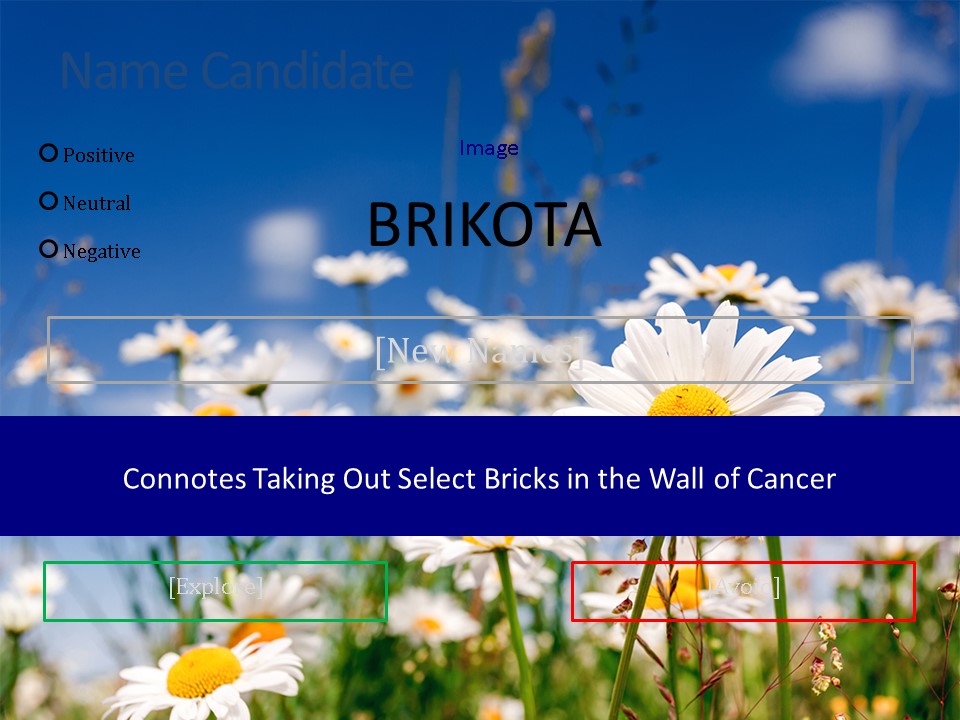 Name Candidate
Positive
Image
Neutral
BRIKOTA
Negative
[New Names]
Connotes Taking Out Select Bricks in the Wall of Cancer
[Explore]
[Avoid]